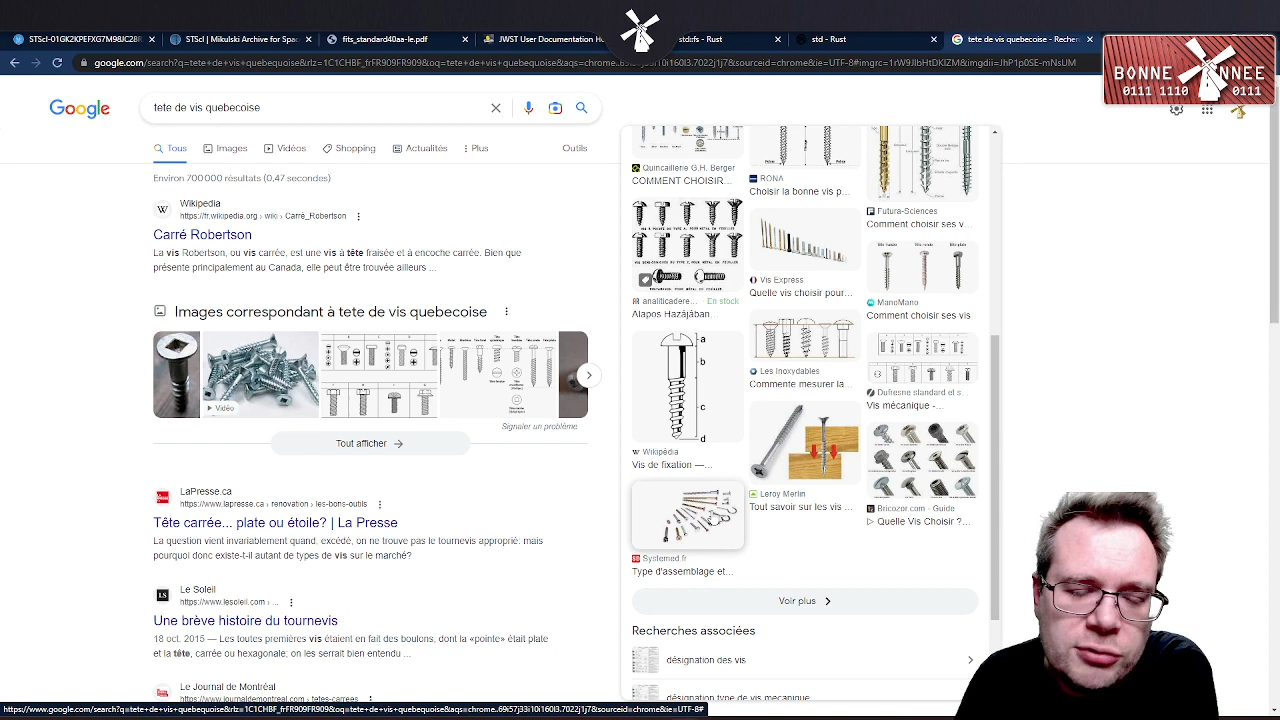 STScI-01GK2KPEFXG7M98JC28R
STScI | Mikulski Archive for Spac
fits_standard40aa-le.pdf
JWST User Documentation H
std::fs - Rust
std - Rust
tete de vis quebecoise - Recherc
BONNE ANNEE
0111 1110 0111
Google
tete de vis quebecoise
Tous
Images
Vidéos
Shopping
Actualités
Plus
Outils
Environ 700 000 résultats (0,47 secondes)
Wikipedia
https://fr.wikipedia.org › wiki › Carré_Robertson
Carré Robertson
La vis Robertson, ou vis carrée, est une vis à tête fraisée et à encoche carrée. Bien que
présente principalement au Canada, elle peut être trouvée ailleurs ...
Images correspondant à tete de vis quebecoise
Vidéo
Signaler un problème
Tout afficher
LaPresse.ca
https://www.lapresse.ca › renovation › les-bons-outils
Tête carrée... plate ou étoile? | La Presse
La question vient invariablement quand, excédé, on ne trouve pas le tournevis approprié: mais
pourquoi donc existe-t-il autant de types de vis sur le marché?
Le Soleil
https://www.lesoleil.com › ...
Une brève histoire du tournevis
18 oct. 2015 — Les toutes premières vis étaient en fait des boulons, dont la «pointe» était plate
et la tête, carrée ou hexagonale, on les serrait bien entendu ...
Le Journal de Montréal
Quincaillerie G.H. Berger
COMMENT CHOISIR...
analiticadere...
En stock
Alapos Hazájában...
a
b
c
d
Wikipédia
Vis de fixation —...
Systemed.fr
Type d'assemblage et...
RONA
Choisir la bonne vis p...
Vis Express
Quelle vis choisir pour...
Les Inoxydables
Comment mesurer la...
Leroy Merlin
Tout savoir sur les vis ...
Futura-Sciences
Comment choisir ses v...
ManoMano
Comment choisir ses vis
Dufresne standard et s...
Vis mécanique -...
Bricozor.com - Guide
Quelle Vis Choisir ?...
Voir plus
Recherches associées
désignation des vis
désignation des vis de mecanique